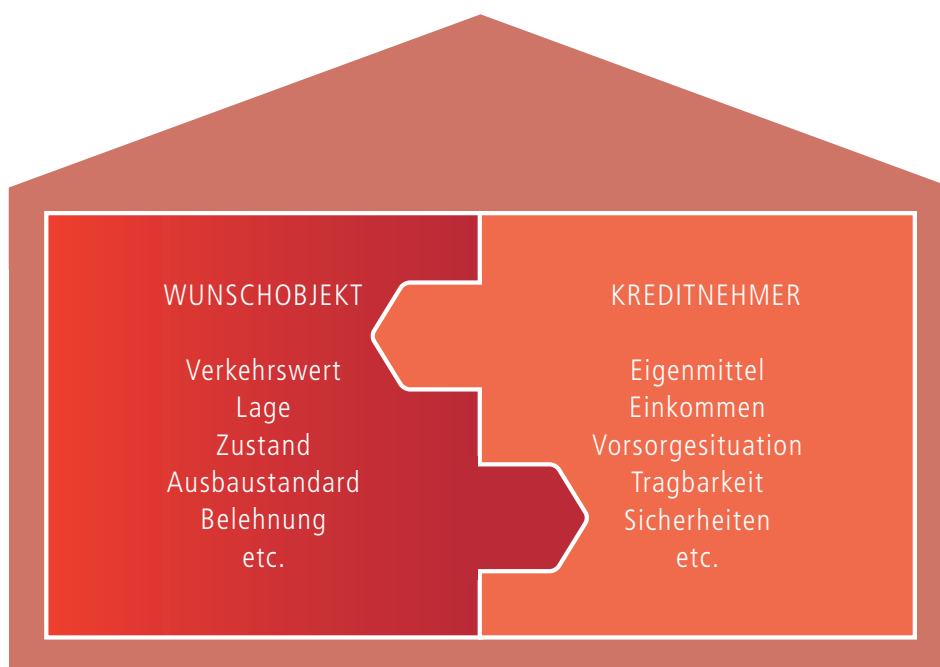 WUNSCHOBJEKT
Verkehrswert
Lage
Zustand
Ausbaustandard
Belehnung
etc.
KREDITNEHMER
Eigenmittel
Einkommen
Vorsorgesituation
Tragbarkeit
Sicherheiten
etc.